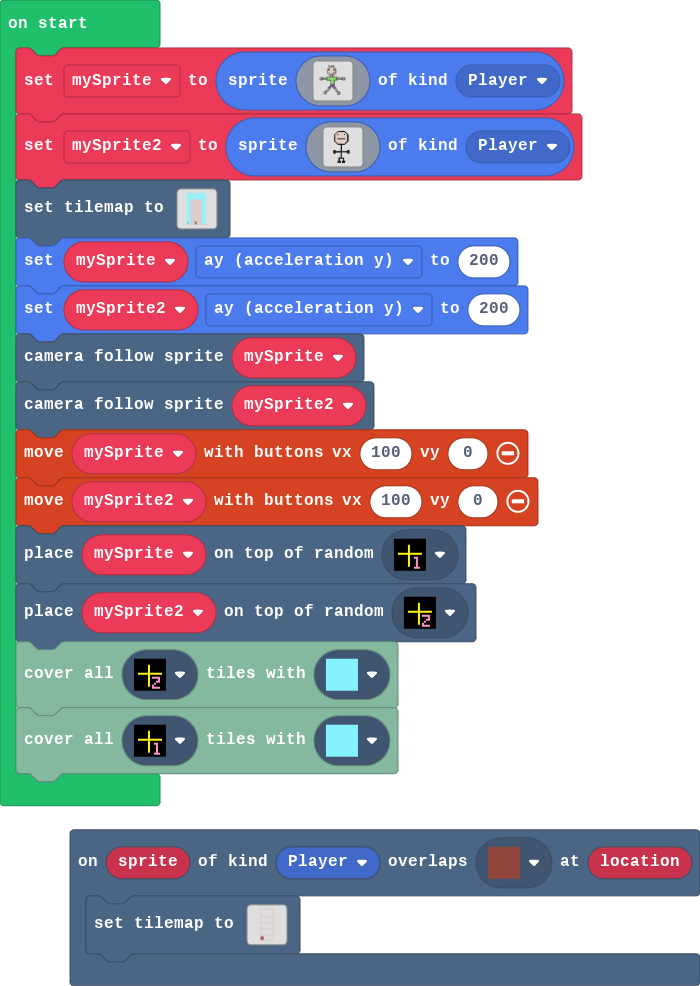 on start
set mySprite to sprite of kind Player
set mySprite2 to sprite of kind Player
set tilemap to
set mySprite ay (acceleration y) to 200
set mySprite2 ay (acceleration y) to 200
camera follow sprite mySprite
camera follow sprite mySprite2
move mySprite with buttons vx 100 vy 0
move mySprite2 with buttons vx 100 vy 0
place mySprite on top of random 1
place mySprite2 on top of random 2
cover all 2 tiles with
cover all 1 tiles with
on sprite of kind Player overlaps at location
set tilemap to